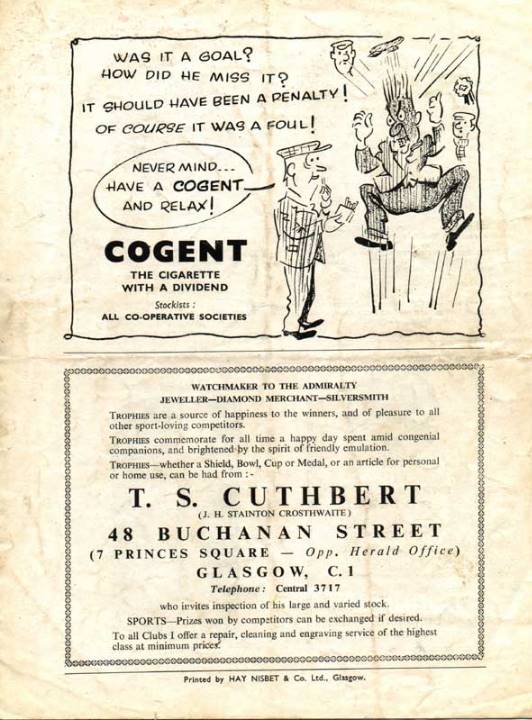 WAS IT A GOAL?
HOW DID HE MISS IT?
IT SHOULD HAVE BEEN A PENALTY!
OF COURSE IT WAS A FOUL!
NEVER MIND...
HAVE A COGENT
AND RELAX!
COGENT
THE CIGARETTE
WITH A DIVIDEND
Stockists :
ALL CO-OPERATIVE SOCIETIES
WATCHMAKER TO THE ADMIRALTY
JEWELLER—DIAMOND MERCHANT—SILVERSMITH
TROPHIES are a source of happiness to the winners, and of pleasure to all
other sport-loving competitors.
TROPHIES commemorate for all time a happy day spent amid congenial
companions, and brightened by the spirit of friendly emulation.
TROPHIES—whether a Shield, Bowl, Cup or Medal, or an article for personal
or home use, can be had from :-
T. S. CUTHBERT
(J. H. STAINTON CROSTHWAITE)
48 BUCHANAN STREET
(7 PRINCES SQUARE — Opp. Herald Office)
GLASGOW, C.1
Telephone: Central 3717
who invites inspection of his large and varied stock.
SPORTS—Prizes won by competitors can be exchanged if desired.
To all Clubs I offer a repair, cleaning and engraving service of the highest
class at minimum prices.
Printed by HAY NISBET & Co. Ltd., Glasgow.